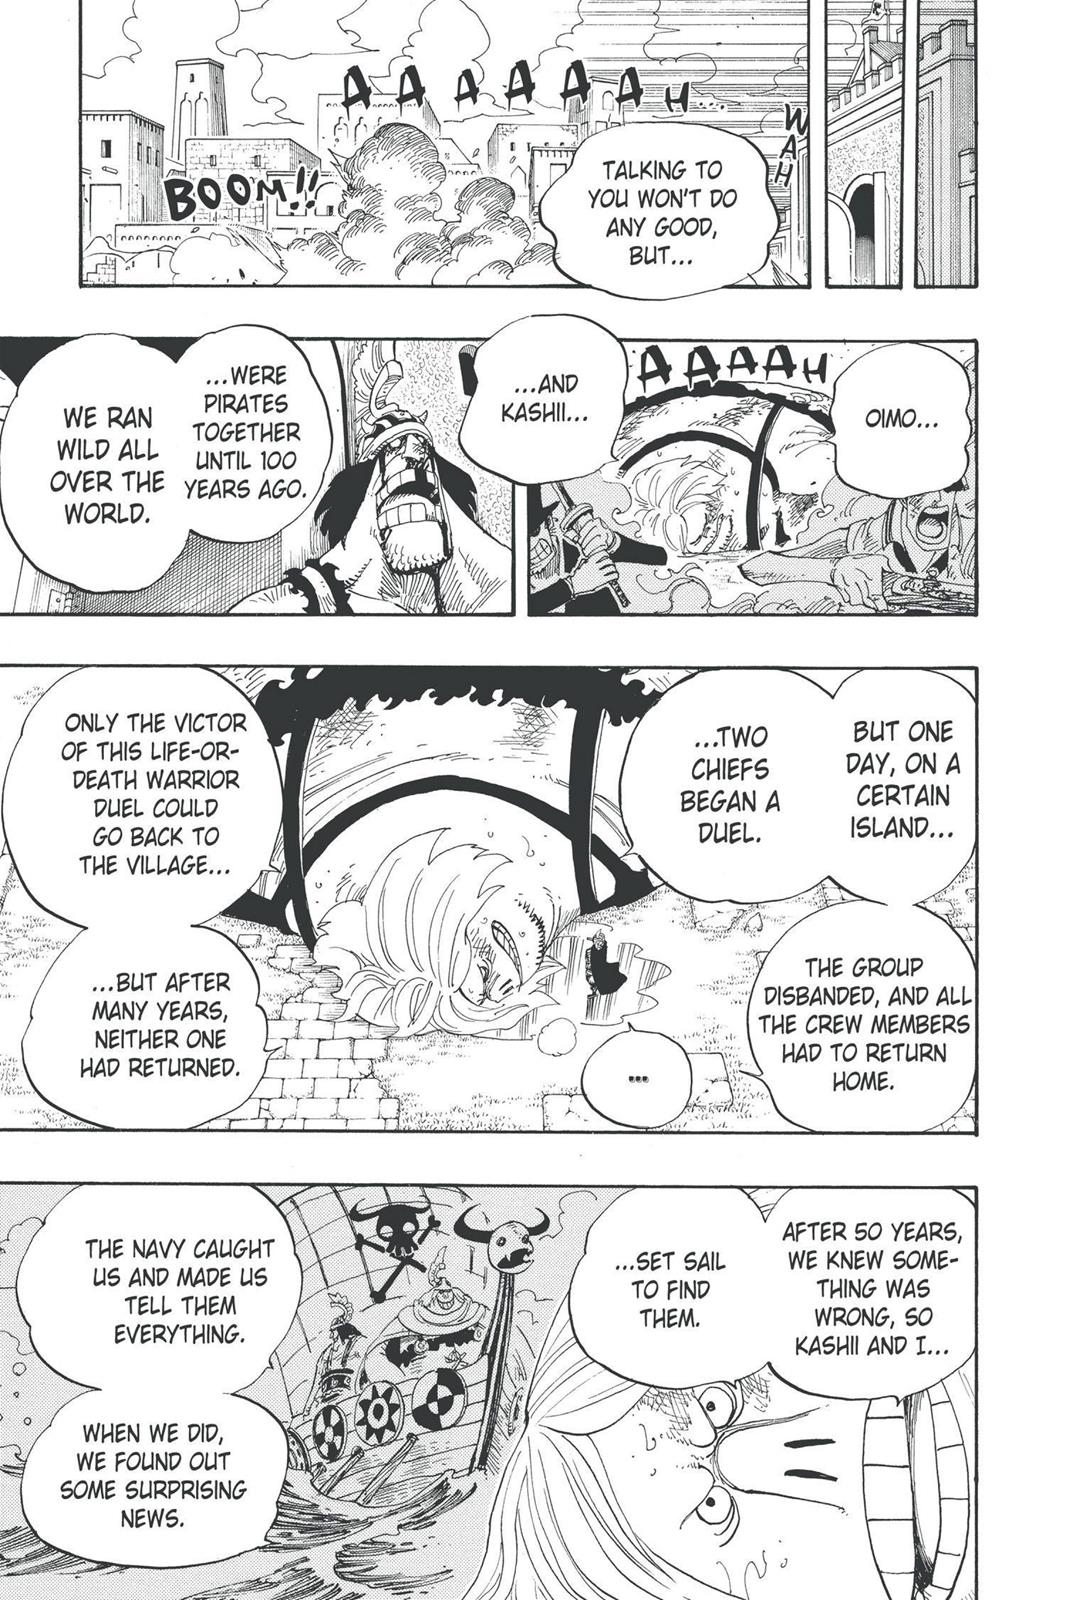 WAH
AAAAAAH...
TALKING TO
YOU WON'T DO
ANY GOOD,
BUT...
BOOM!!
OIMO...
AAAAAH
...AND
KASHII...
...WERE
PIRATES
TOGETHER
UNTIL 100
YEARS AGO.
WE RAN
WILD ALL
OVER THE
WORLD.
BUT ONE
DAY, ON A
CERTAIN
ISLAND...
...TWO
CHIEFS
BEGAN A
DUEL.
THE GROUP
DISBANDED, AND ALL
THE CREW MEMBERS
HAD TO RETURN
HOME.
...
ONLY THE VICTOR
OF THIS LIFE-OR-
DEATH WARRIOR
DUEL COULD
GO BACK TO
THE VILLAGE...
...BUT AFTER
MANY YEARS,
NEITHER ONE
HAD RETURNED.
AFTER 50 YEARS,
WE KNEW SOME-
THING WAS
WRONG, SO
KASHII AND I...
...SET SAIL
TO FIND
THEM.
THE NAVY CAUGHT
US AND MADE US
TELL THEM
EVERYTHING.
WHEN WE DID,
WE FOUND OUT
SOME SURPRISING
NEWS.